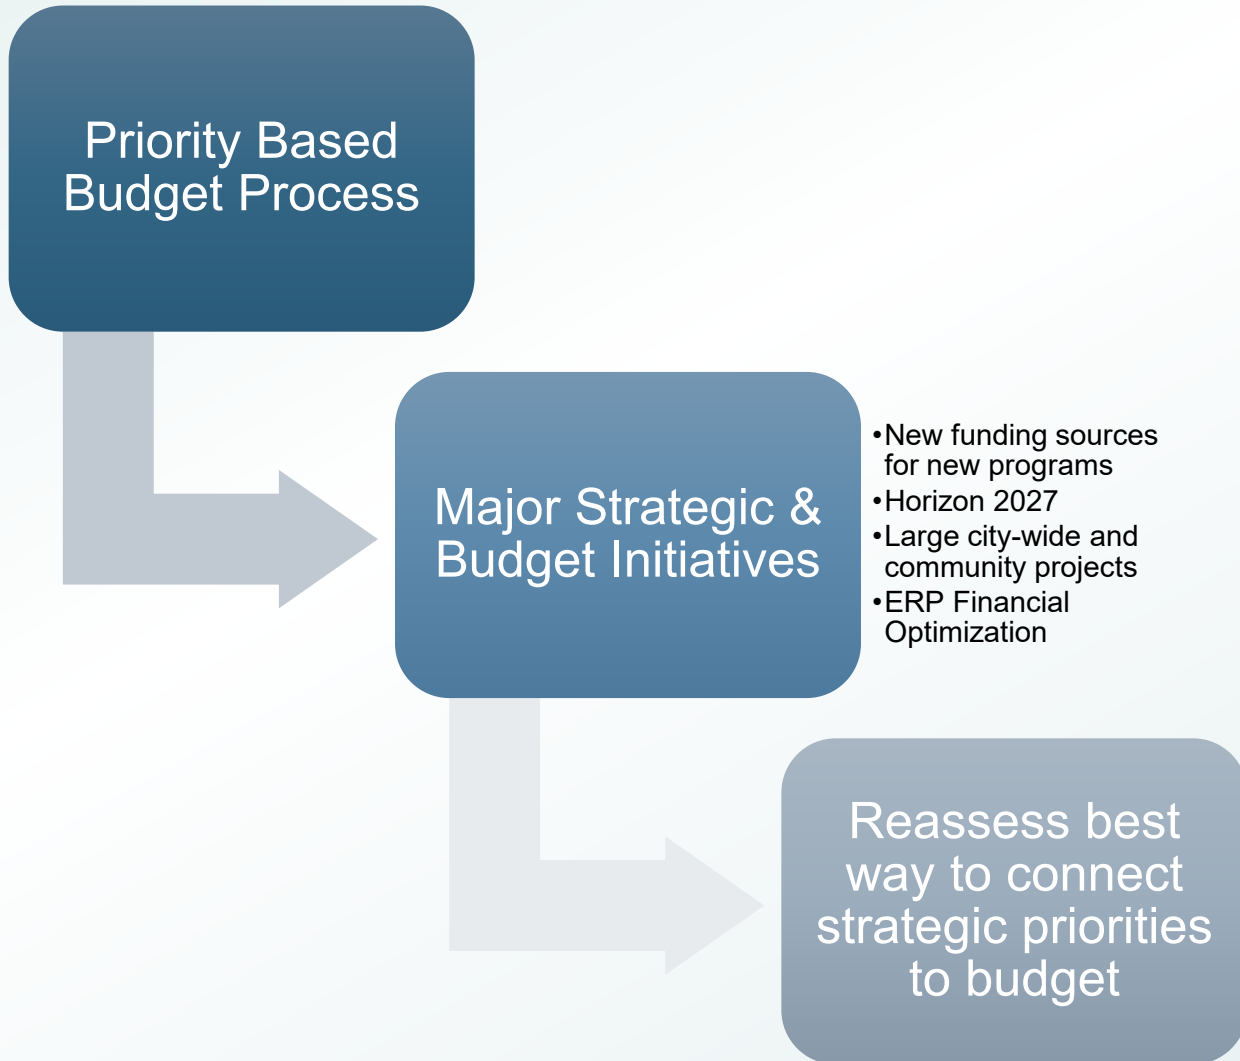 Priority Based
Budget Process
Major Strategic &
Budget Initiatives
•New funding sources
for new programs
•Horizon 2027
•Large city-wide and
community projects
•ERP Financial
Optimization
Reassess best
way to connect
strategic priorities
to budget